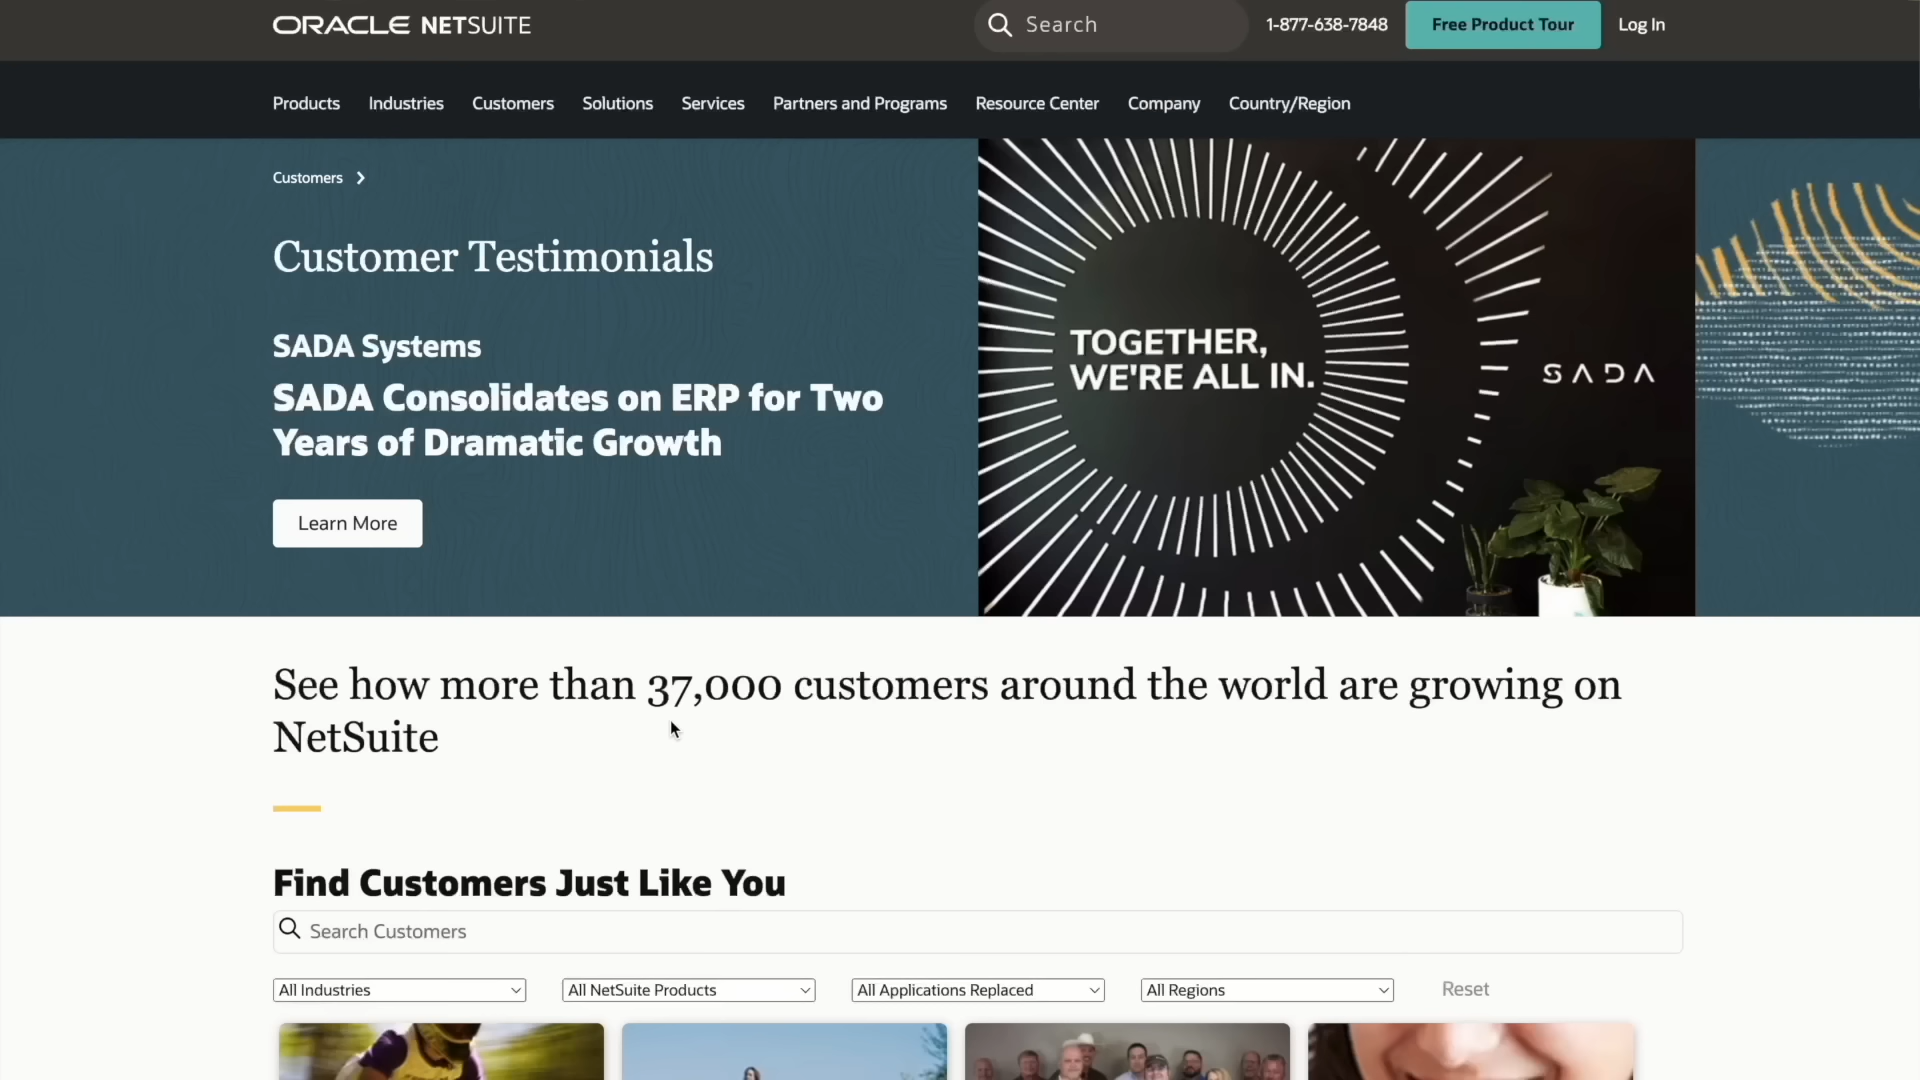 ORACLE NETSUITE
Search
1-877-638-7848
Free Product Tour
Log In
Products
Industries
Customers
Solutions
Services
Partners and Programs
Resource Center
Company
Country/Region
Customers
Customer Testimonials
SADA Systems
SADA Consolidates on ERP for Two
Years of Dramatic Growth
Learn More
TOGETHER,
WE'RE ALL IN.
SADA
See how more than 37,000 customers around the world are growing on
NetSuite
Find Customers Just Like You
Search Customers
All Industries
All NetSuite Products
All Applications Replaced
All Regions
Reset